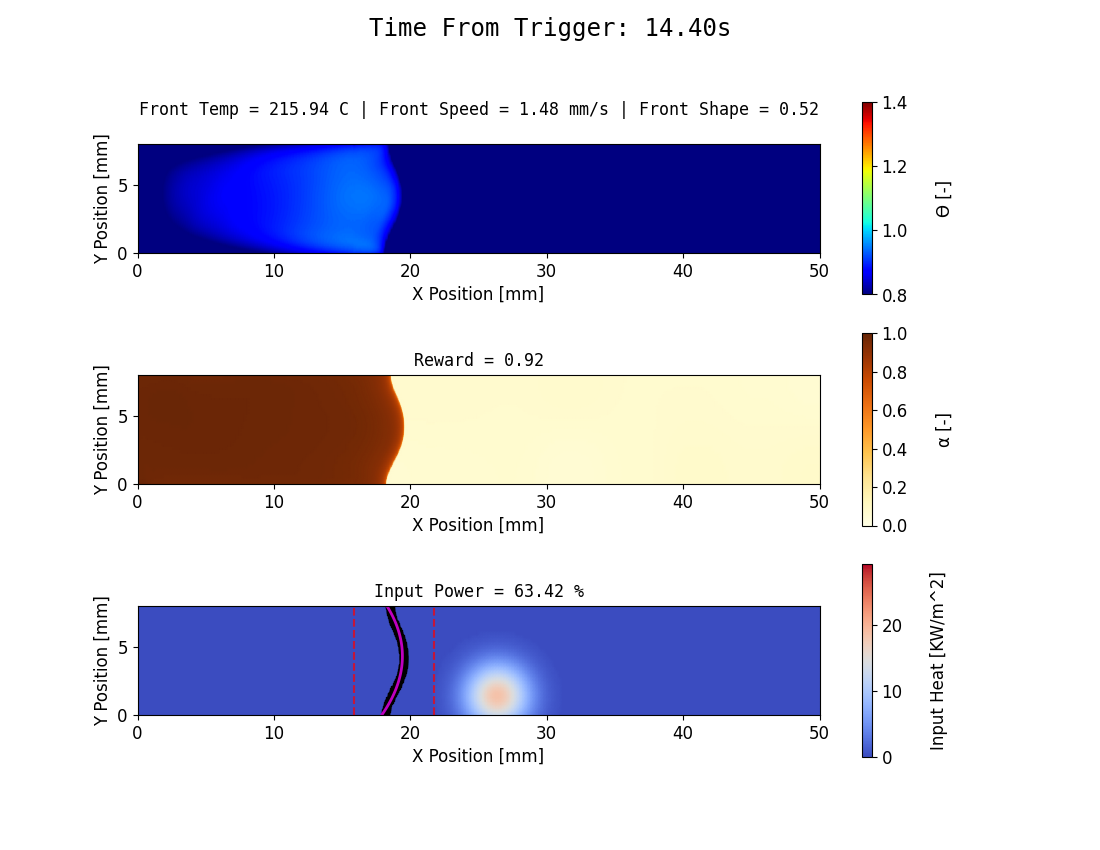 Time From Trigger: 14.40s
Front Temp = 215.94 C | Front Speed = 1.48 mm/s | Front Shape = 0.52
Y Position [mm]
5
0
0 10 20 30 40 50
X Position [mm]
1.4
1.2
1.0
0.8
ϴ [-]
Reward = 0.92
Y Position [mm]
5
0
0 10 20 30 40 50
X Position [mm]
1.0
0.8
0.6
0.4
0.2
0.0
α [-]
Input Power = 63.42 %
Y Position [mm]
5
0
0 10 20 30 40 50
X Position [mm]
20
10
0
Input Heat [KW/m^2]